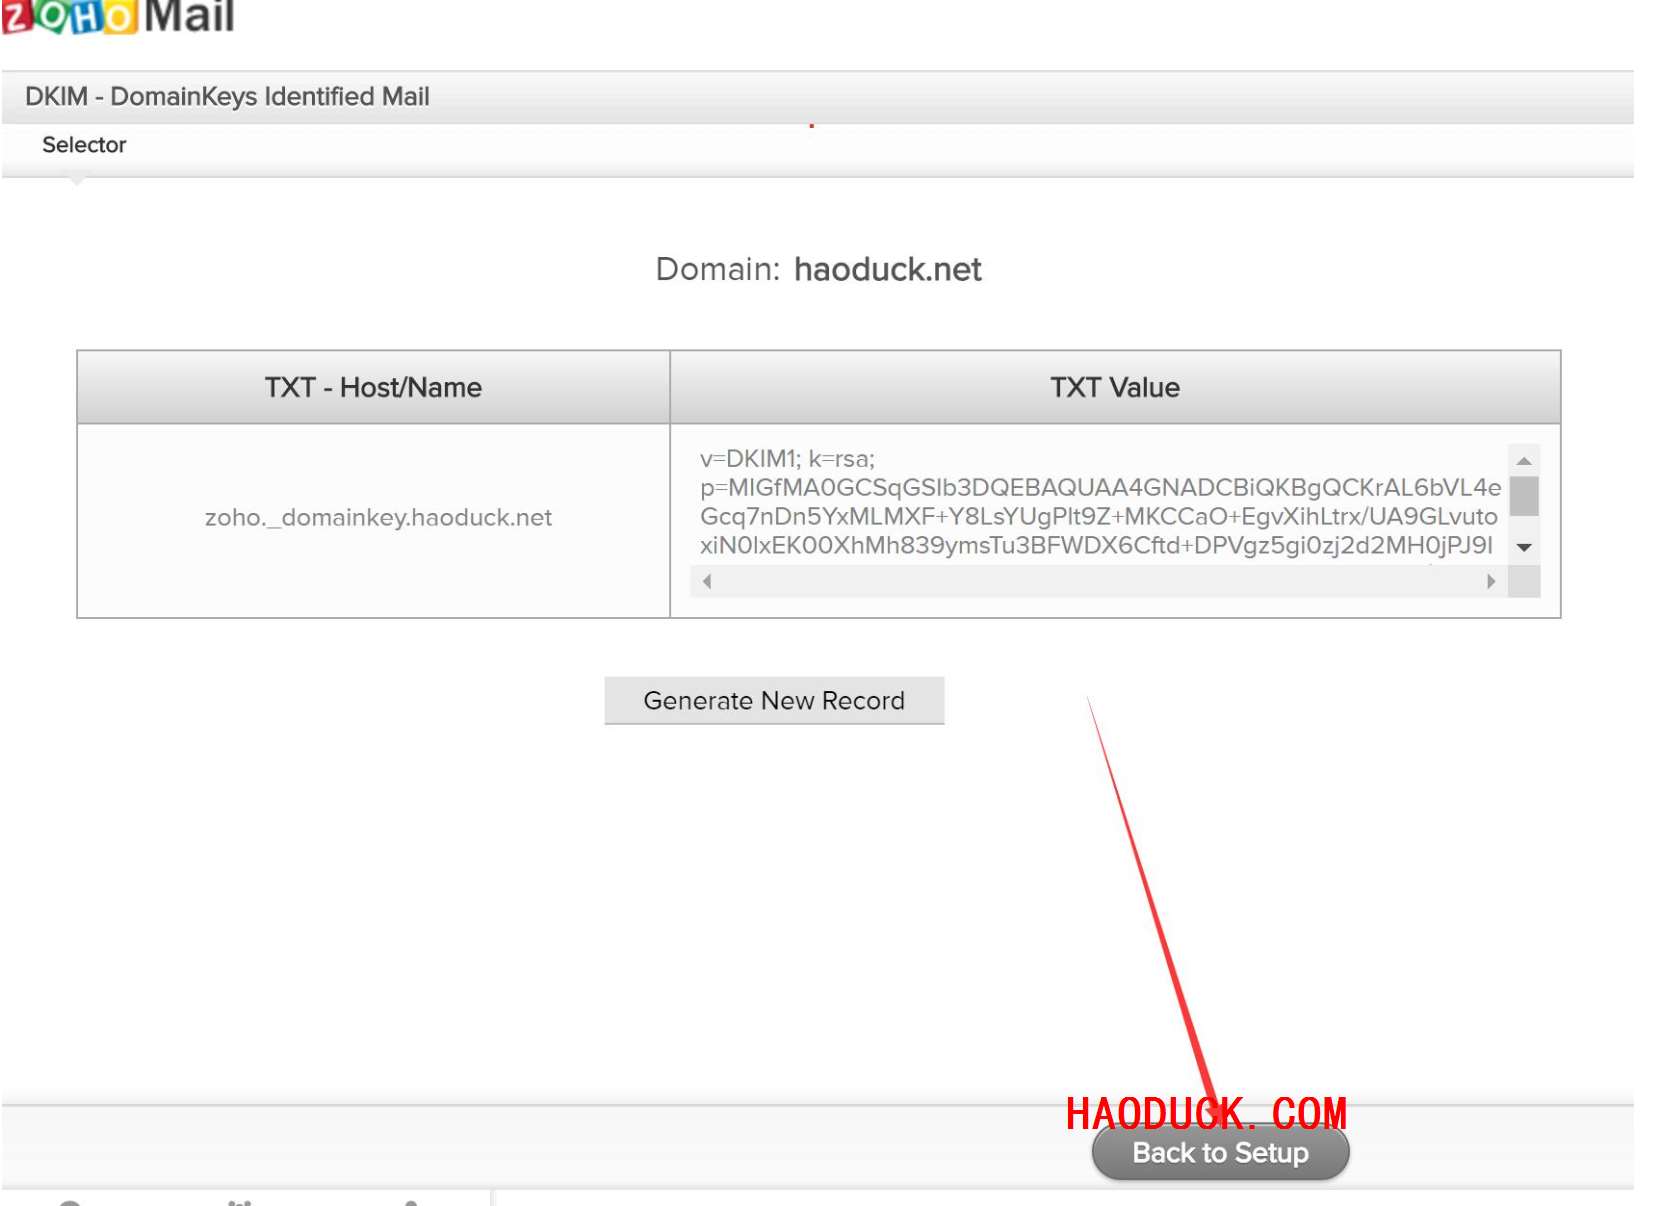 ZOHO Mail
DKIM - DomainKeys Identified Mail
Selector
Domain: haoduck.net
TXT - Host/Name
TXT Value
zoho._domainkey.haoduck.net
v=DKIM1; k=rsa;
p=MIGfMA0GCSqGSIb3DQEBAQUAA4GNADCBiQKBgQCKrAL6bVL4e
Gcq7nDn5YxMLMXF+Y8LsYUgPlt9Z+MKCCaO+EgvXihLtrx/UA9GLvuto
xiN0lxEK00XhMh839ymsTu3BFWDX6Cftd+DPVgz5gi0zj2d2MH0jPJ9I
Generate New Record
HAODUCK.COM
Back to Setup